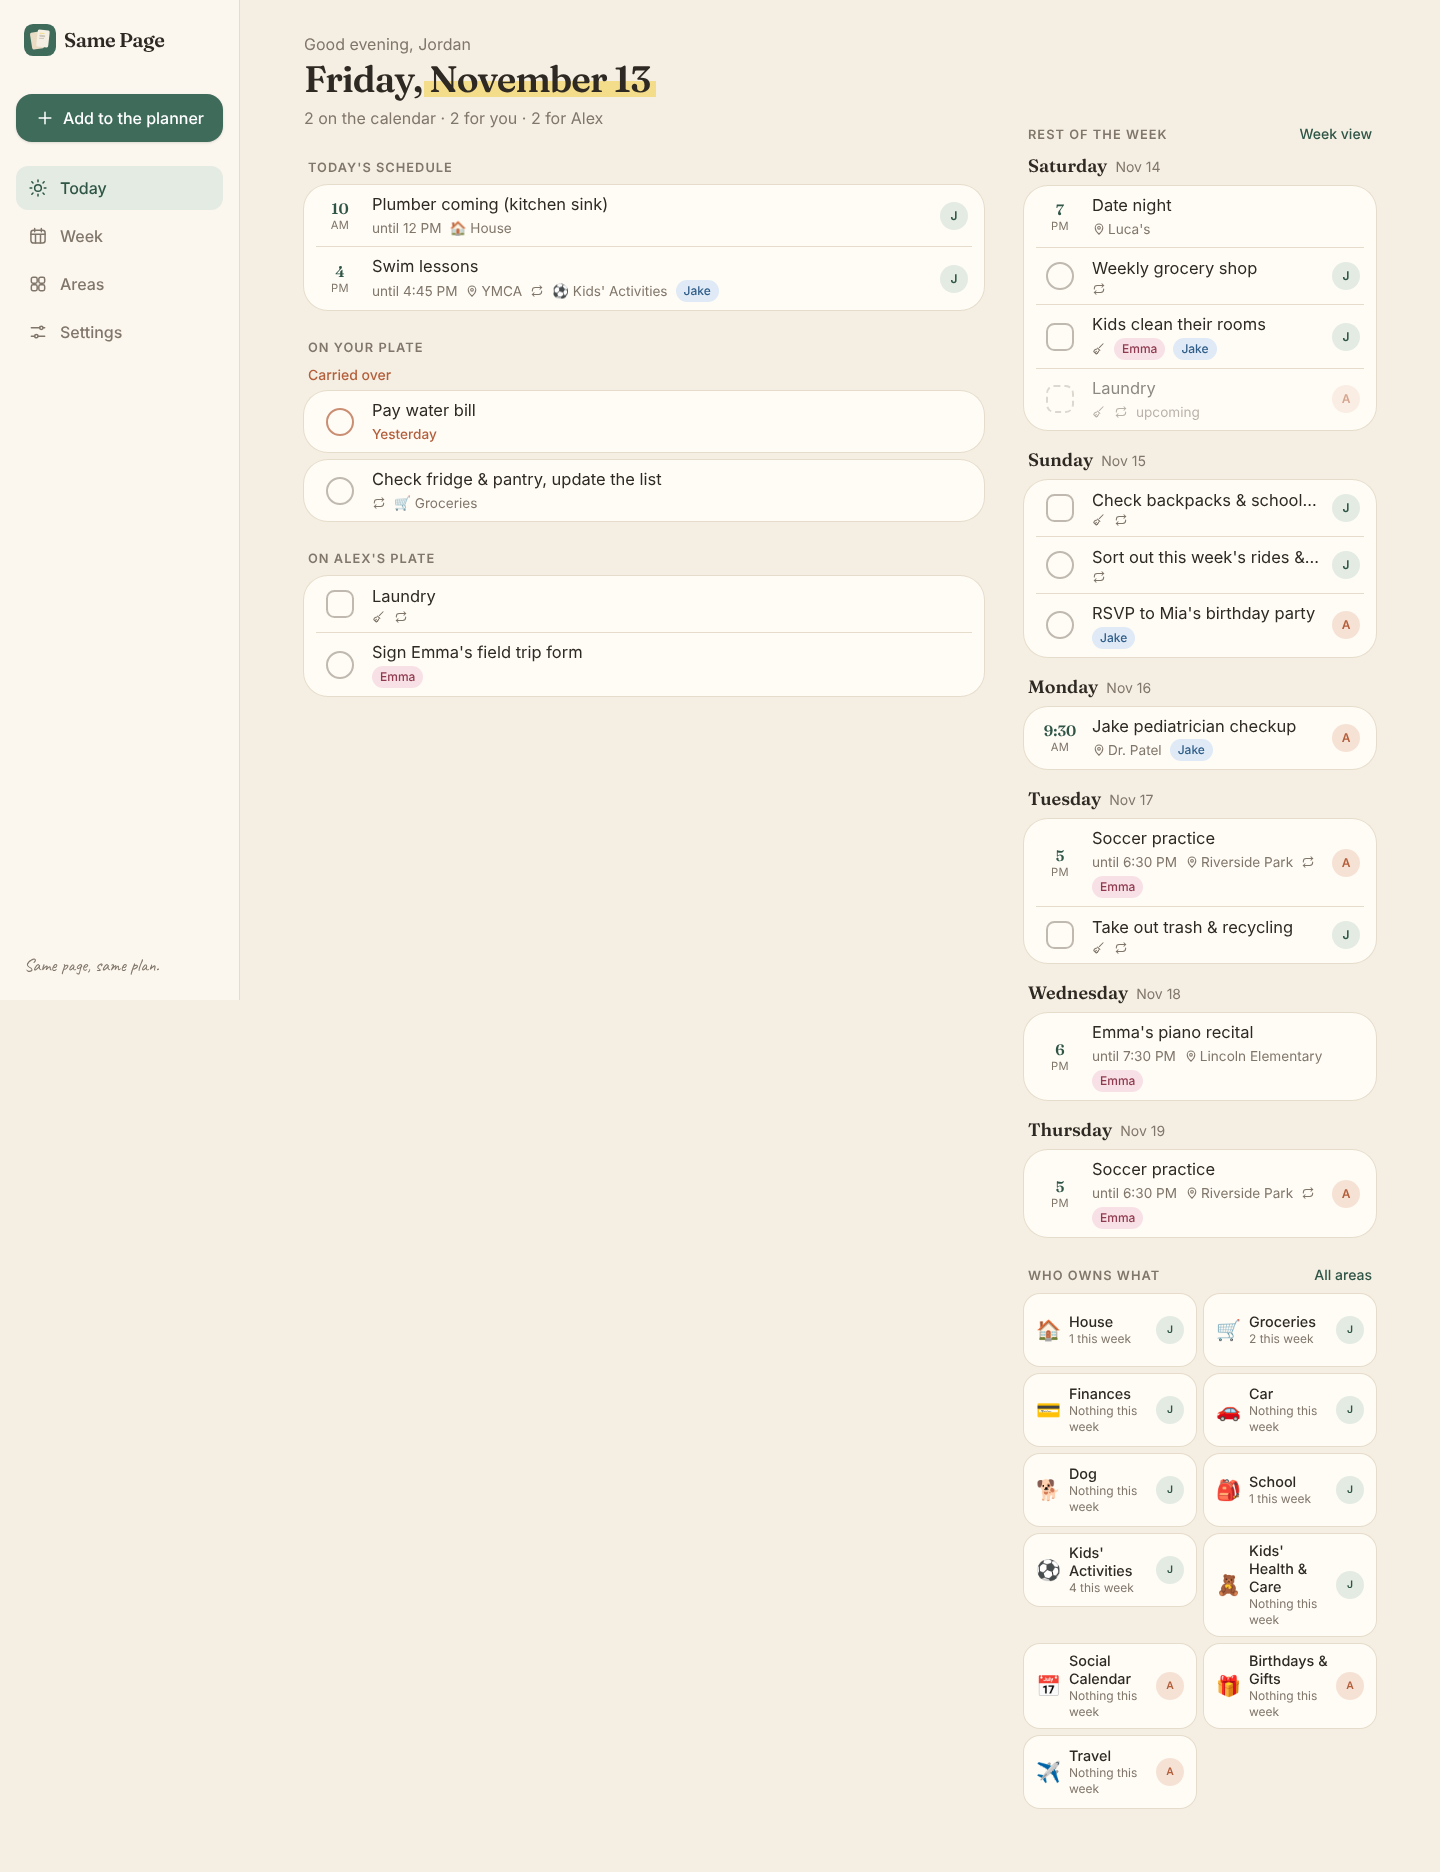 Same Page
Add to the planner
Today
Week
Areas
Settings
Same page, same plan.
Good evening, Jordan
Friday, November 13
2 on the calendar · 2 for you · 2 for Alex
TODAY'S SCHEDULE
10 AM
Plumber coming (kitchen sink)
until 12 PM House
J
4 PM
Swim lessons
until 4:45 PM YMCA Kids' Activities Jake
J
ON YOUR PLATE
Carried over
Pay water bill
Yesterday
Check fridge & pantry, update the list
Groceries
ON ALEX'S PLATE
Laundry
Sign Emma's field trip form
Emma
REST OF THE WEEK Week view
Saturday Nov 14
7 PM
Date night
Luca's
Weekly grocery shop
J
Kids clean their rooms
Emma Jake
J
Laundry
upcoming
A
Sunday Nov 15
Check backpacks & school...
J
Sort out this week's rides &...
J
RSVP to Mia's birthday party
Jake
A
Monday Nov 16
9:30 AM
Jake pediatrician checkup
Dr. Patel Jake
A
Tuesday Nov 17
5 PM
Soccer practice
until 6:30 PM Riverside Park
Emma
A
Take out trash & recycling
J
Wednesday Nov 18
6 PM
Emma's piano recital
until 7:30 PM Lincoln Elementary
Emma
Thursday Nov 19
5 PM
Soccer practice
until 6:30 PM Riverside Park
Emma
A
WHO OWNS WHAT All areas
House
1 this week
J
Groceries
2 this week
J
Finances
Nothing this
week
J
Car
Nothing this
week
J
Dog
Nothing this
week
J
School
1 this week
J
Kids'
Activities
4 this week
J
Kids'
Health &
Care
Nothing this
week
J
Social
Calendar
Nothing this
week
A
Birthdays &
Gifts
Nothing this
week
A
Travel
Nothing this
week
A